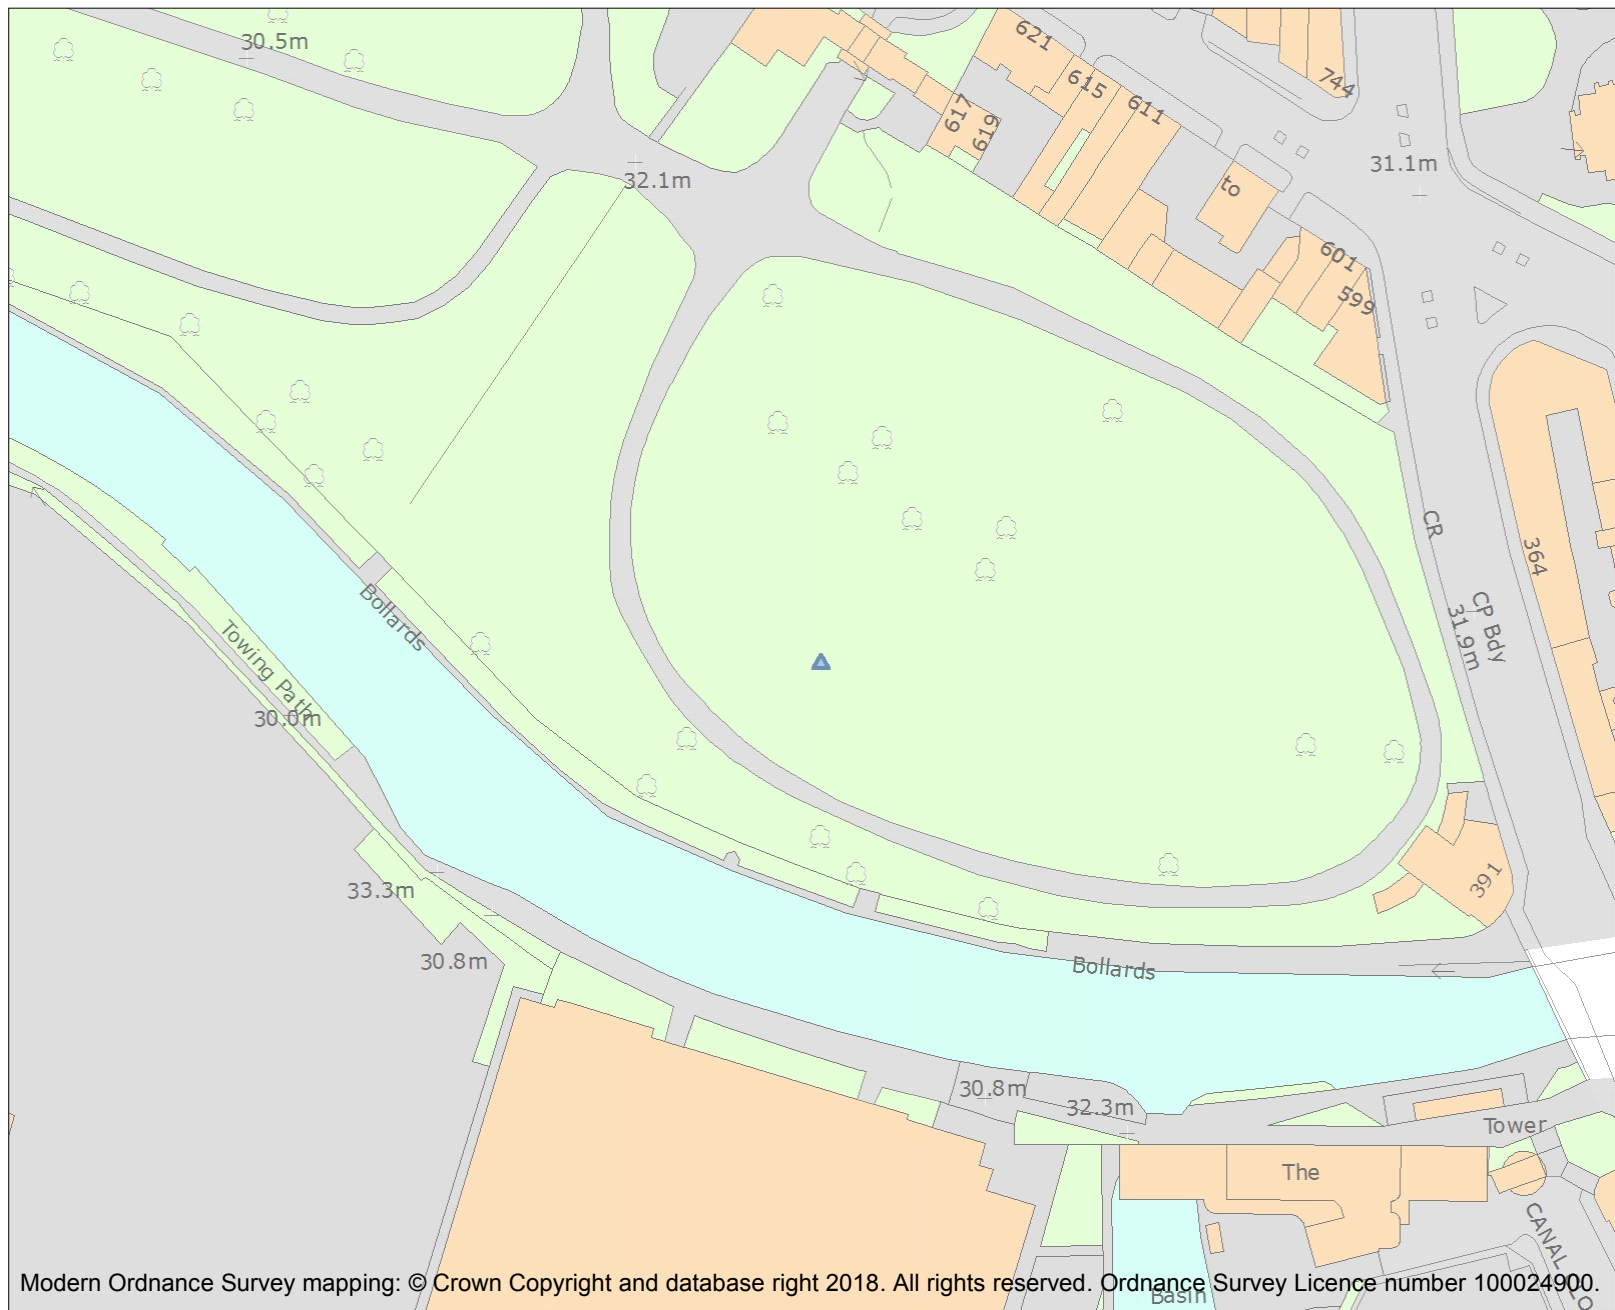 30.5m
621
744
615
611
617
619
31.1m
32.1m
to
601
599
CR
364
CP Bdy
31.9m
Bollards
Towing Path
30.0m
391
33.3m
30.8m
Bollards
30.8m
32.3m
Tower
The
CANAL
Modern Ordnance Survey mapping: © Crown Copyright and database right 2018. All rights reserved. Ordnance Survey Licence number 100024900.
Basin